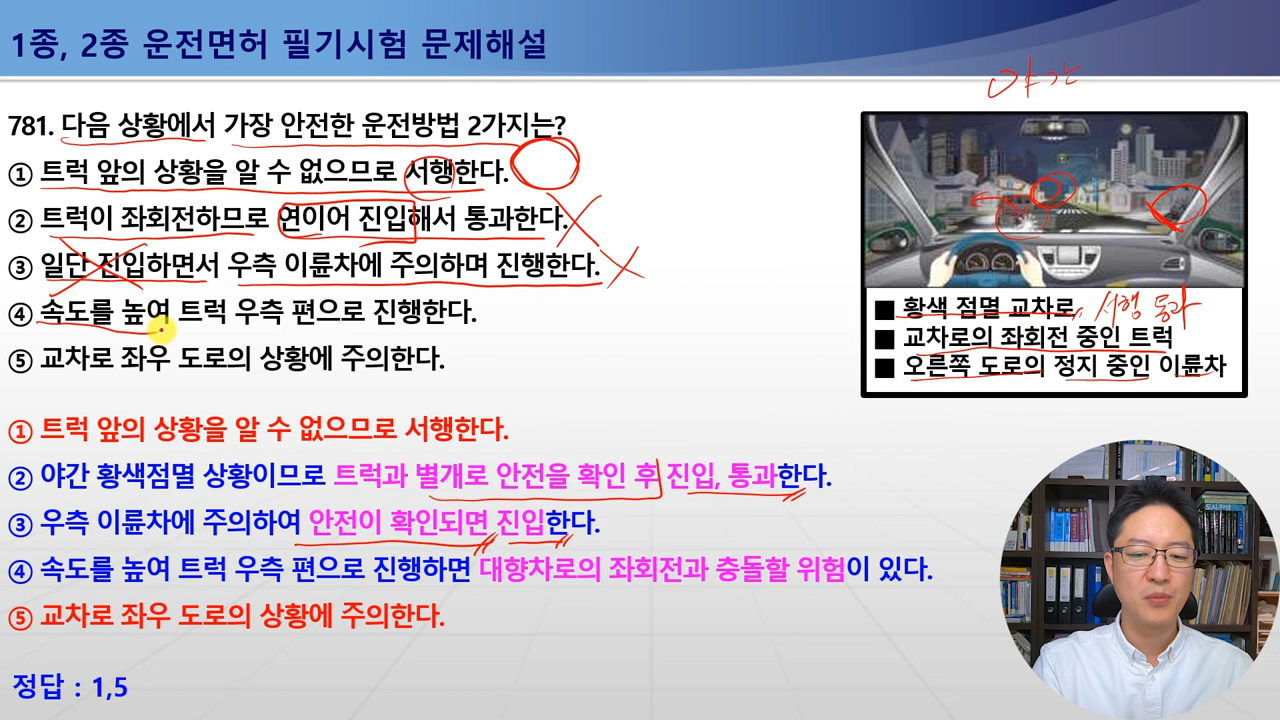 1종, 2종 운전면허 필기시험 문제해설
야간
781. 다음 상황에서 가장 안전한 운전방법 2가지는?
① 트럭 앞의 상황을 알 수 없으므로 서행한다.
② 트럭이 좌회전하므로 연이어 진입해서 통과한다.
③ 일단 진입하면서 우측 이륜차에 주의하며 진행한다.
④ 속도를 높여 트럭 우측 편으로 진행한다.
⑤ 교차로 좌우 도로의 상황에 주의한다.
■ 황색 점멸 교차로 서행 통과
■ 교차로의 좌회전 중인 트럭
■ 오른쪽 도로의 정지 중인 이륜차
① 트럭 앞의 상황을 알 수 없으므로 서행한다.
② 야간 황색점멸 상황이므로 트럭과 별개로 안전을 확인 후 진입, 통과한다.
③ 우측 이륜차에 주의하여 안전이 확인되면 진입한다.
④ 속도를 높여 트럭 우측 편으로 진행하면 대향차로의 좌회전과 충돌할 위험이 있다.
⑤ 교차로 좌우 도로의 상황에 주의한다.
정답 : 1,5